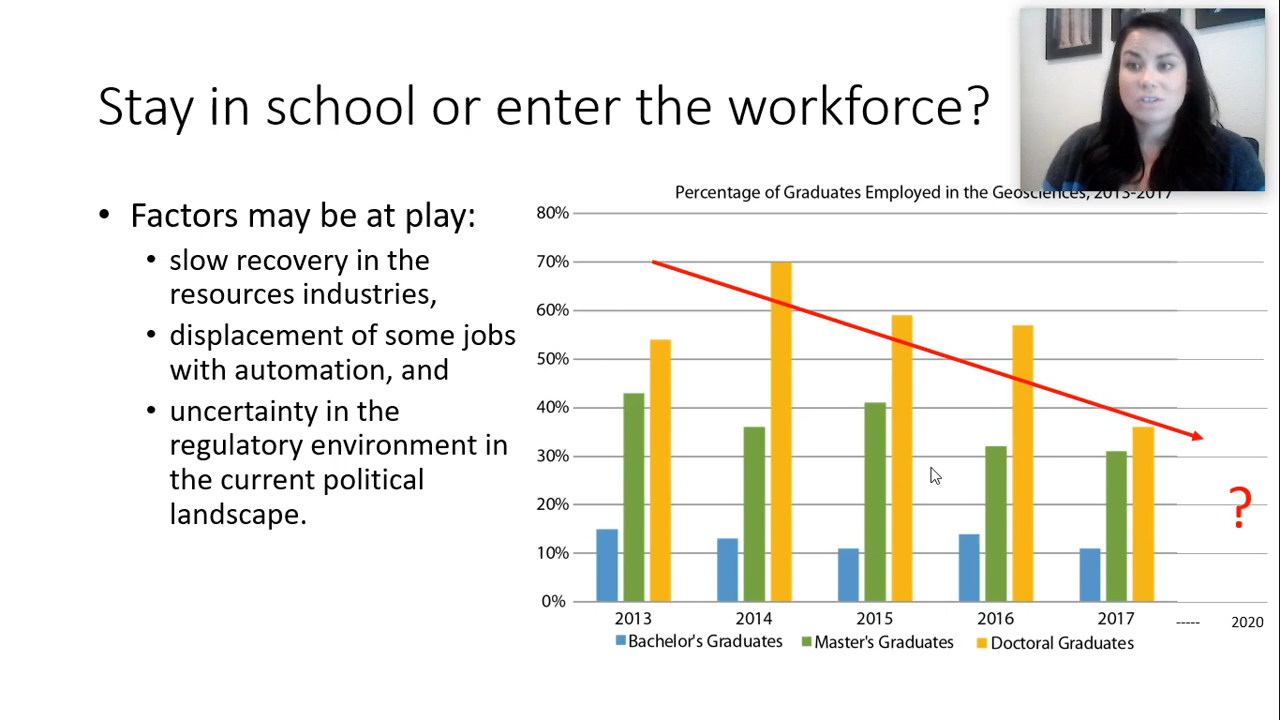 Stay in school or enter the workforce?
• Factors may be at play:
• slow recovery in the
resources industries,
• displacement of some jobs
with automation, and
• uncertainty in the
regulatory environment in
the current political
landscape.
Percentage of Graduates Employed in the Geosciences, 2013-2017
80%
70%
60%
50%
40%
30%
20%
10%
0%
?
2013 2014 2015 2016 2017 ----- 2020
Bachelor's Graduates Master's Graduates Doctoral Graduates